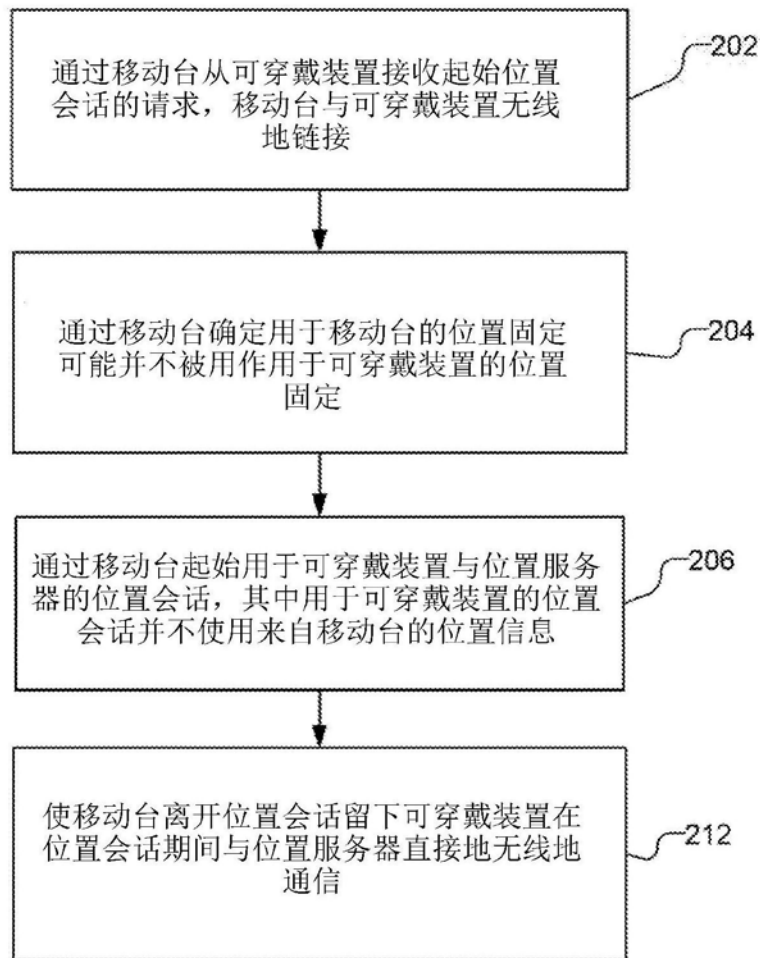 通过移动台从可穿戴装置接收起始位置
会话的请求，移动台与可穿戴装置无线
地链接
202
通过移动台确定用于移动台的位置固定
可能并不被用作用于可穿戴装置的位置
固定
204
通过移动台起始用于可穿戴装置与位置服务
器的位置会话，其中用于可穿戴装置的位置
会话并不使用来自移动台的位置信息
206
使移动台离开位置会话留下可穿戴装置在
位置会话期间与位置服务器直接地无线地
通信
212